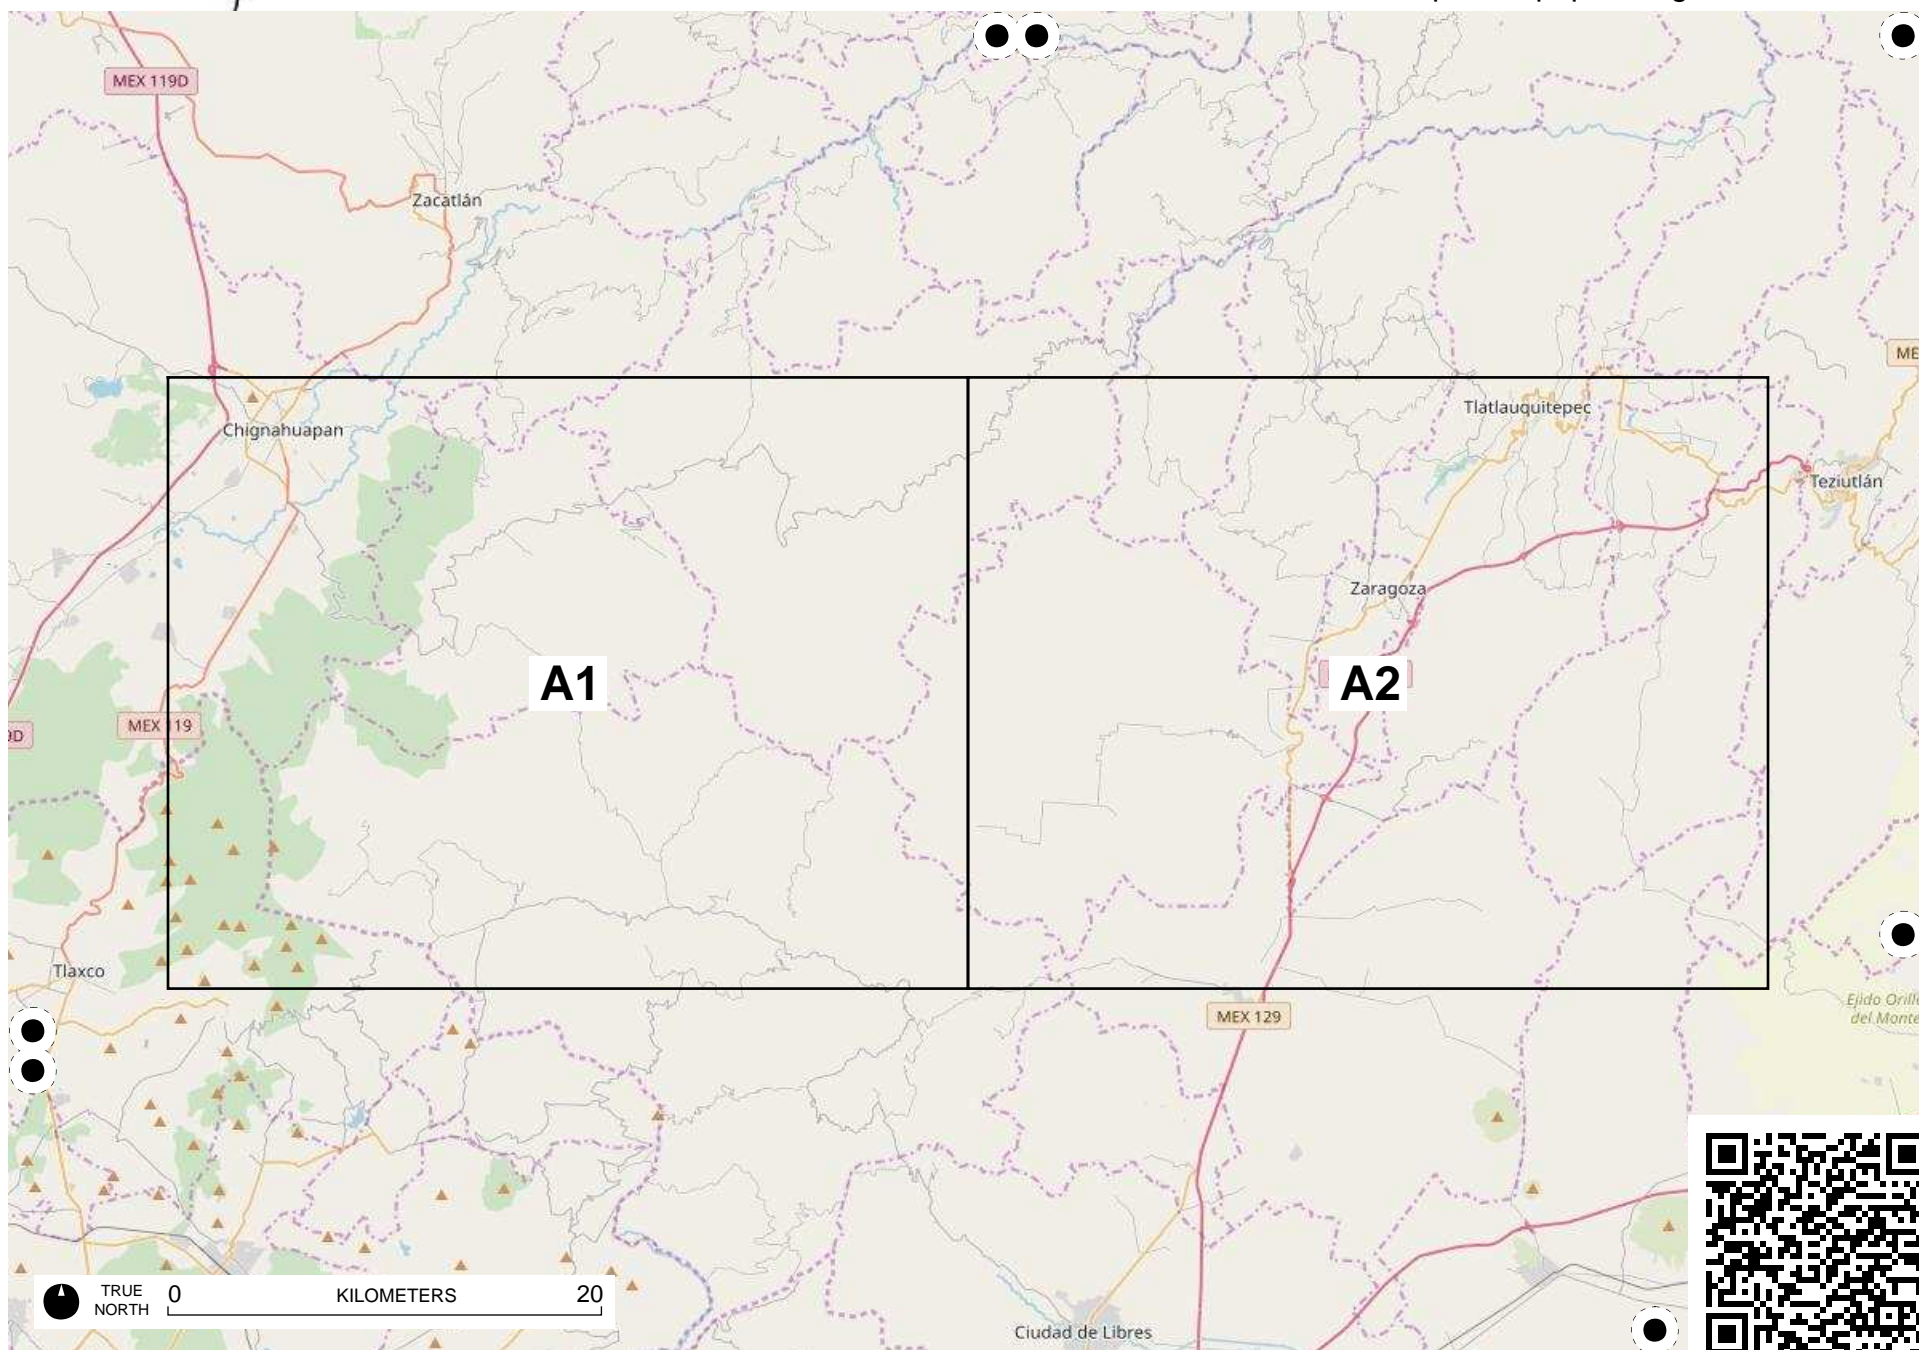 MEX 119D
Zacatlán
Tlatlauquitepec
Chignahuapan
Teziutlán
Zaragoza
A1
A2
MEX 119
Tlaxco
MEX 129
Ejido Orill
del Monte
TRUE
NORTH
0
KILOMETERS
20
Ciudad de Libres